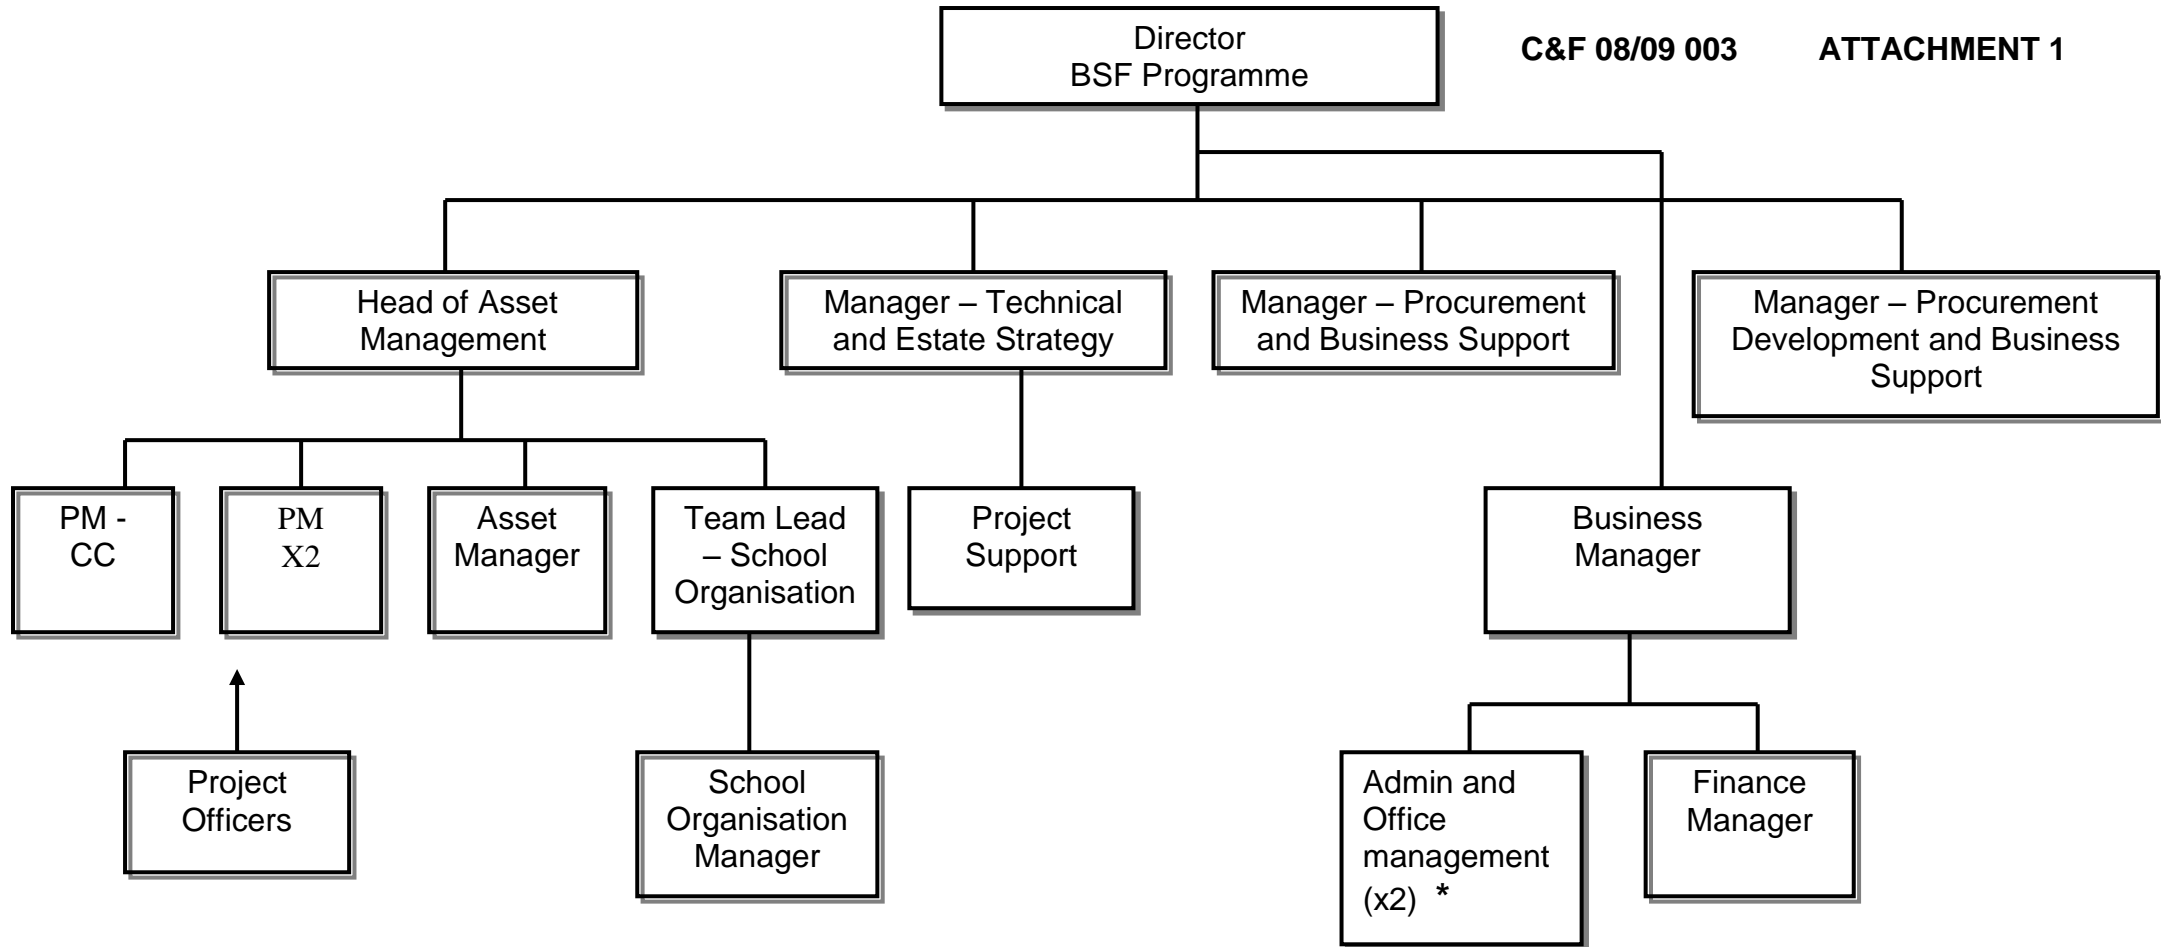 Director
BSF Programme
C&F 08/09 003 ATTACHMENT 1
Head of Asset
Management
Manager – Technical
and Estate Strategy
Manager – Procurement
and Business Support
Manager – Procurement
Development and Business
Support
PM -
CC
PM
X2
Asset
Manager
Team Lead
– School
Organisation
Project
Support
Business
Manager
Project
Officers
School
Organisation
Manager
Admin and
Office
management
(x2) *
Finance
Manager